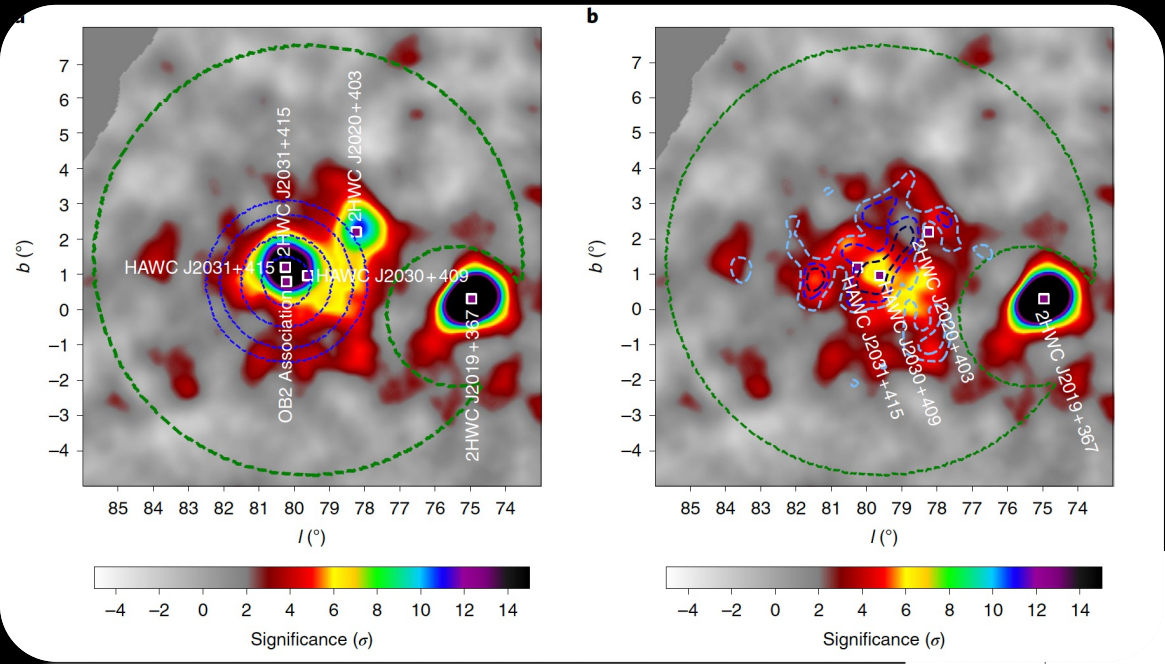 a
b
7
6
5
4
3
2
1
0
−1
−2
−3
−4
b (°)
85 84 83 82 81 80 79 78 77 76 75 74
l (°)
2HWC J2031+415
2HWC J2020+403
HAWC J2031+415
HAWC J2030+409
OB2 Association
2HWC J2019+367
−4 −2 0 2 4 6 8 10 12 14
Significance (σ)
7
6
5
4
3
2
1
0
−1
−2
−3
−4
b (°)
85 84 83 82 81 80 79 78 77 76 75 74
l (°)
HAWC J2031+415
HAWC J2030+409
2HWC J2020+403
2HWC J2019+367
−4 −2 0 2 4 6 8 10 12 14
Significance (σ)